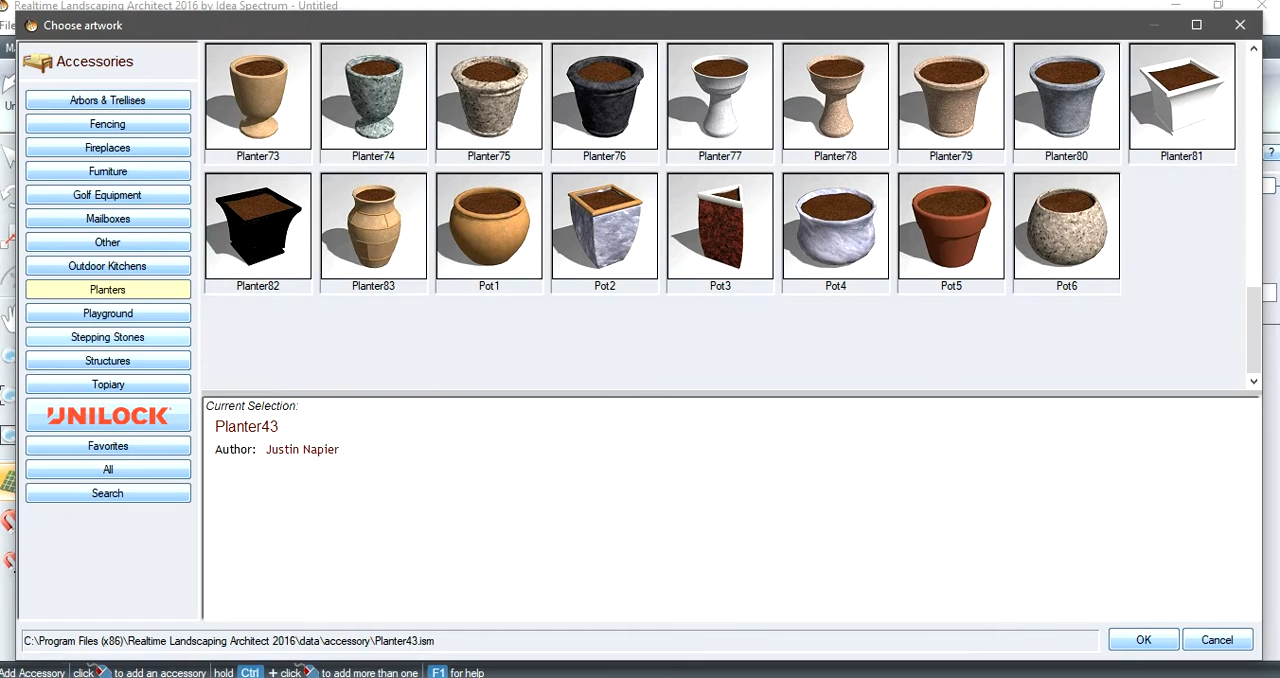 Realtime Landscaping Architect 2016 by Idea Spectrum - Untitled
Choose artwork
Accessories
Arbors & Trellises
Fencing
Fireplaces
Furniture
Golf Equipment
Mailboxes
Other
Outdoor Kitchens
Planters
Playground
Stepping Stones
Structures
Topiary
UNILOCK
Favorites
All
Search
Planter73 Planter74 Planter75 Planter76 Planter77 Planter78 Planter79 Planter80 Planter81
Planter82 Planter83 Pot1 Pot2 Pot3 Pot4 Pot5 Pot6
Current Selection:
Planter43
Author: Justin Napier
C:\Program Files (x86)\Realtime Landscaping Architect 2016\data\accessory\Planter43.ism
OK Cancel
Add Accessory click to add an accessory hold Ctrl + click to add more than one F1 for help
?